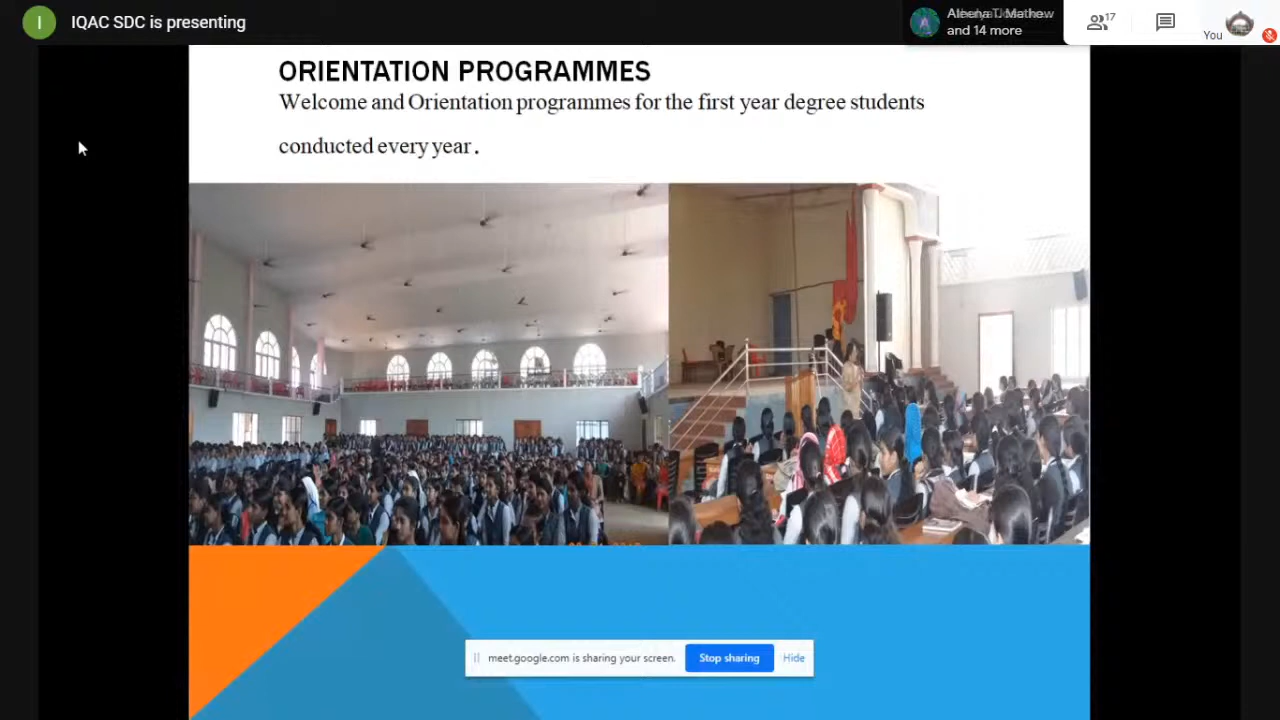 I IQAC SDC is presenting
Aleena T. Mathew
and 14 more
17
You
ORIENTATION PROGRAMMES
Welcome and Orientation programmes for the first year degree students
conducted every year .
meet.google.com is sharing your screen. Stop sharing Hide